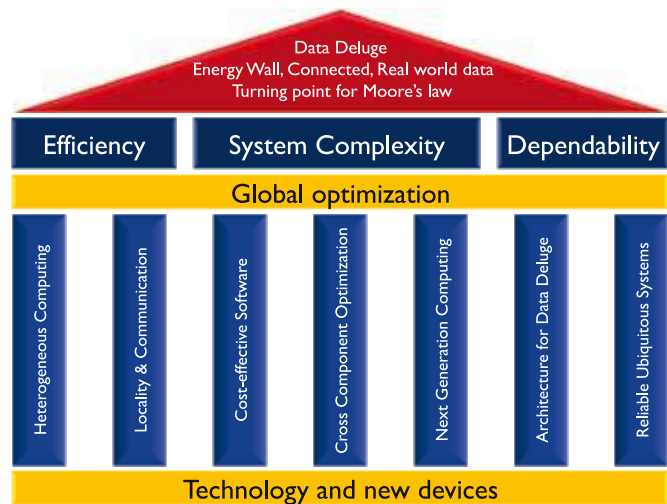 Data Deluge
Energy Wall, Connected, Real world data
Turning point for Moore's law
Efficiency
System Complexity
Dependability
Global optimization
Heterogeneous Computing
Locality & Communication
Cost-effective Software
Cross Component Optimization
Next Generation Computing
Architecture for Data Deluge
Reliable Ubiquitous Systems
Technology and new devices